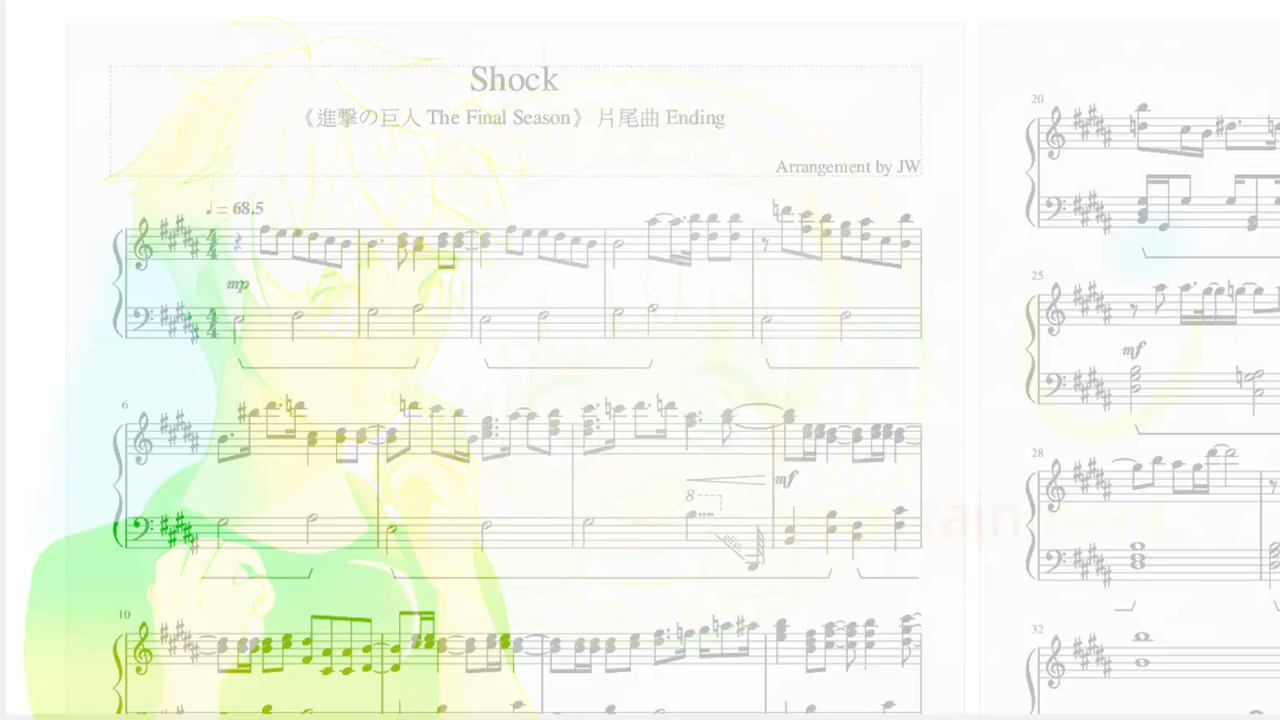 Shock
《進撃の巨人 The Final Season》 片尾曲 Ending
Arrangement by JW
♩ = 68.5
mp
6
8
gliss.
mf
10
20
25
mf
28
32